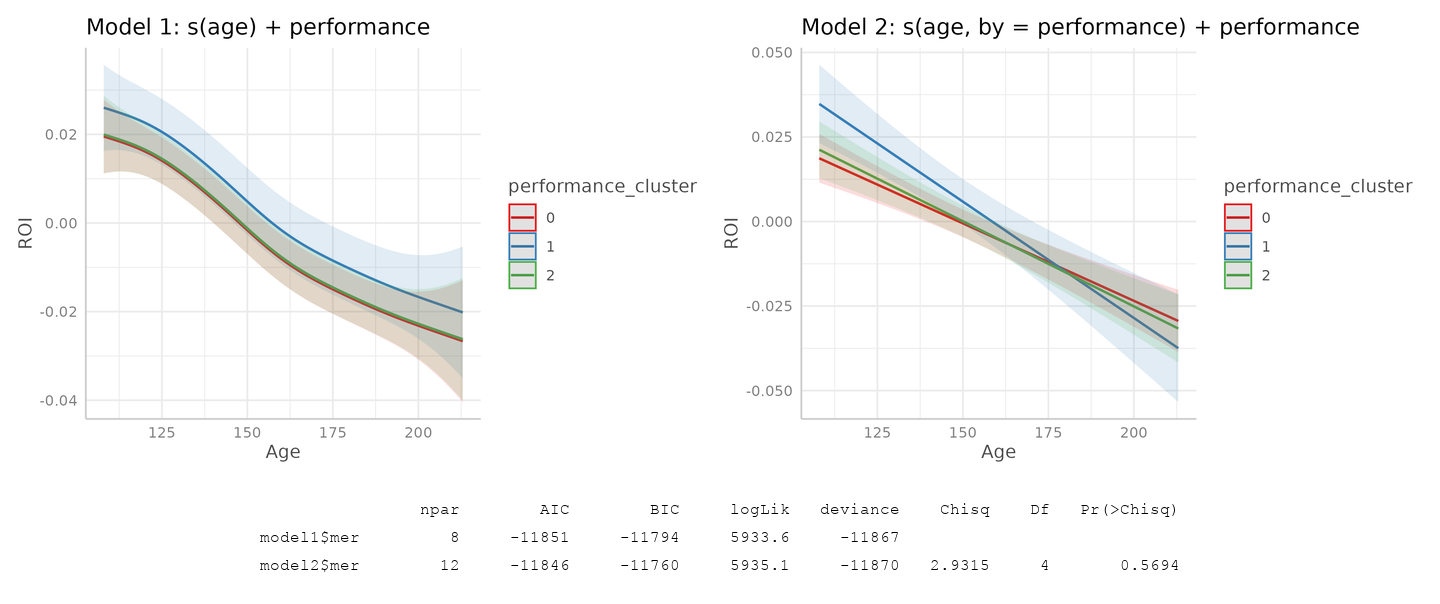 Model 1: s(age) + performance
ROI
0.02
0.00
-0.02
-0.04
125 150 175 200
Age
performance_cluster
0
1
2
Model 2: s(age, by = performance) + performance
ROI
0.050
0.025
0.000
-0.025
-0.050
125 150 175 200
Age
performance_cluster
0
1
2
npar AIC BIC logLik deviance Chisq Df Pr(>Chisq)
model1$mer 8 -11851 -11794 5933.6 -11867
model2$mer 12 -11846 -11760 5935.1 -11870 2.9315 4 0.5694